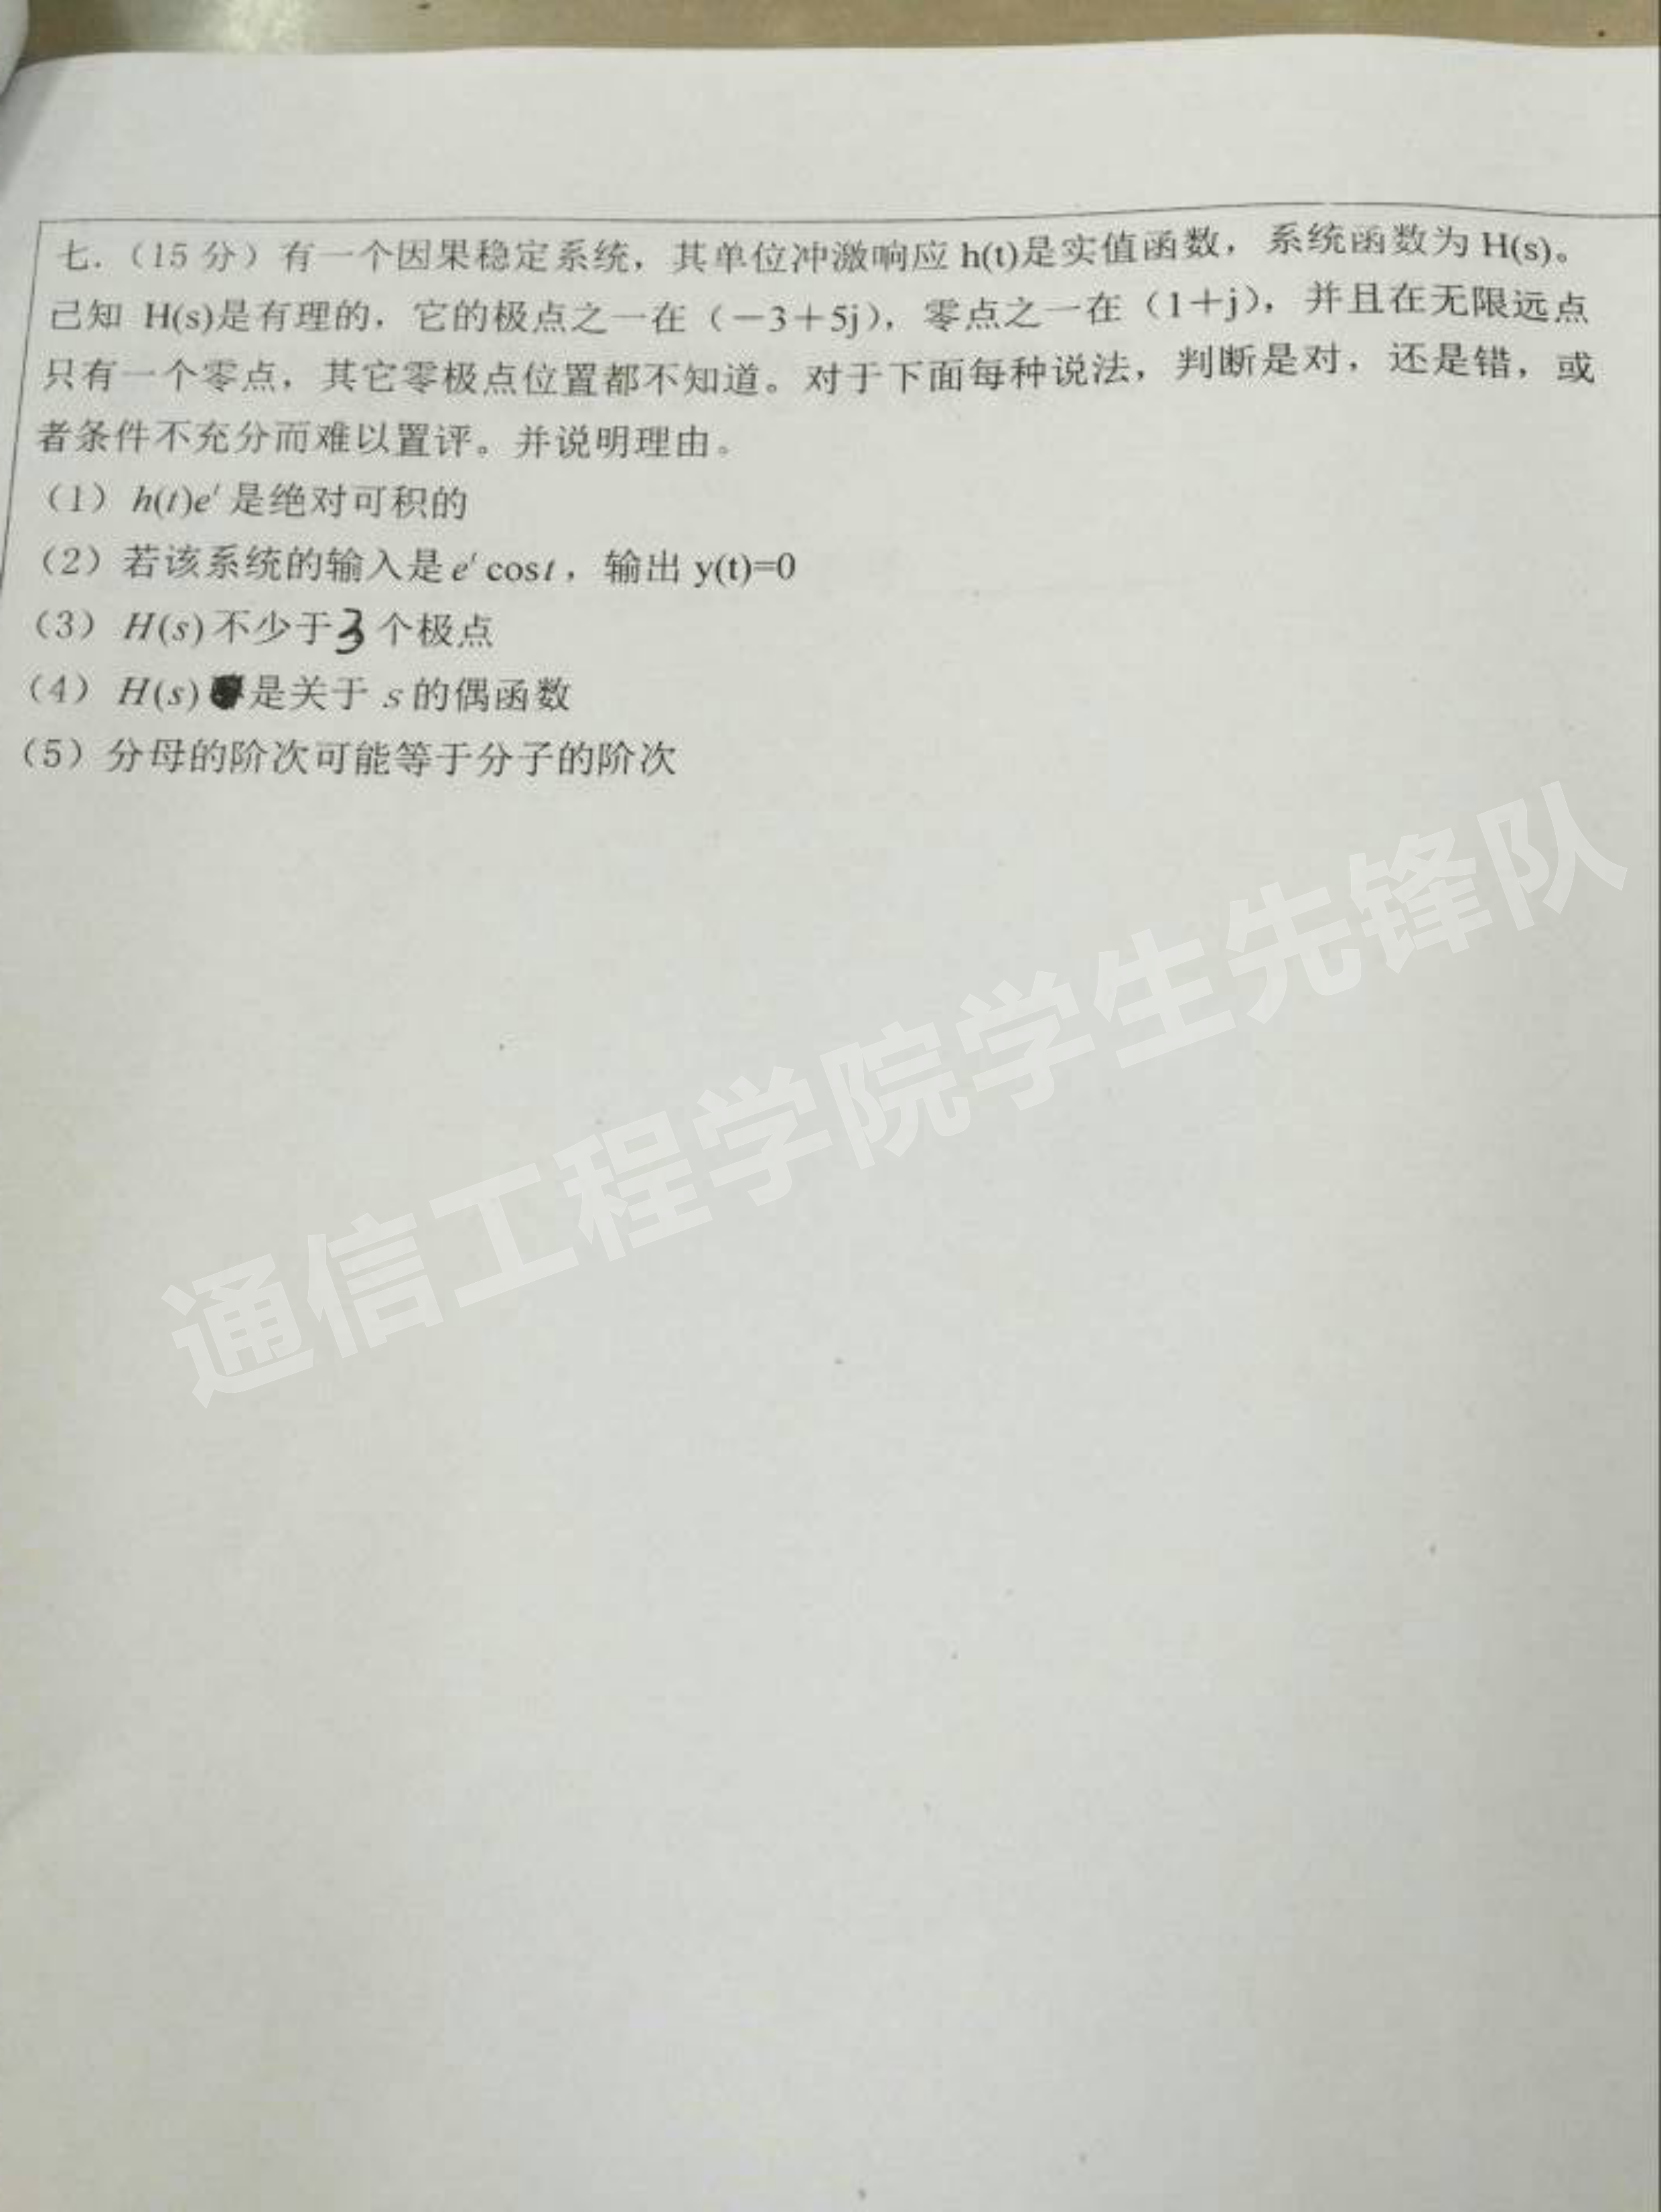 七.（15 分）有一个因果稳定系统，其单位冲激响应 h(t)是实值函数，系统函数为 H(s)。
已知 H(s)是有理的，它的极点之一在（－3＋5j），零点之一在（1＋j），并且在无限远点
只有一个零点，其它零极点位置都不知道。对于下面每种说法，判断是对，还是错，或
者条件不充分而难以置评。并说明理由。
（1） h(t)eᵗ 是绝对可积的
（2）若该系统的输入是 eᵗ cos t，输出 y(t)=0
（3） H(s) 不少于 3 个极点
（4） H(s) 是关于 s 的偶函数
（5）分母的阶次可能等于分子的阶次
通信工程学院学生先锋队